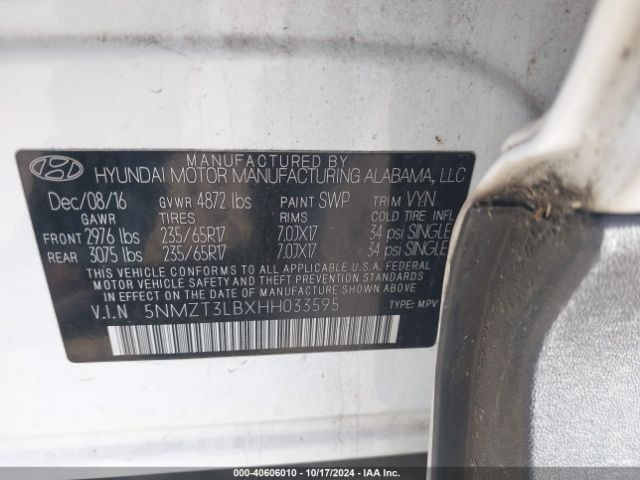 MANUFACTURED BY
HYUNDAI MOTOR MANUFACTURING ALABAMA, LLC
Dec/08/16 GVWR 4872 lbs PAINT SWP TRIM VYN
GAWR TIRES RIMS COLD TIRE INFL
FRONT 2976 lbs 235/65R17 7.0JX17 34 psi SINGLE
REAR 3075 lbs 235/65R17 7.0JX17 34 psi SINGLE
THIS VEHICLE CONFORMS TO ALL APPLICABLE U.S.A. FEDERAL
MOTOR VEHICLE SAFETY, BUMPER, AND THEFT PREVENTION STANDARDS
IN EFFECT ON THE DATE OF MANUFACTURE SHOWN ABOVE.
V.I.N 5NMZT3LBXHH033595 TYPE: MPV
000-40606010 | 10/17/2024 | IAA Inc.